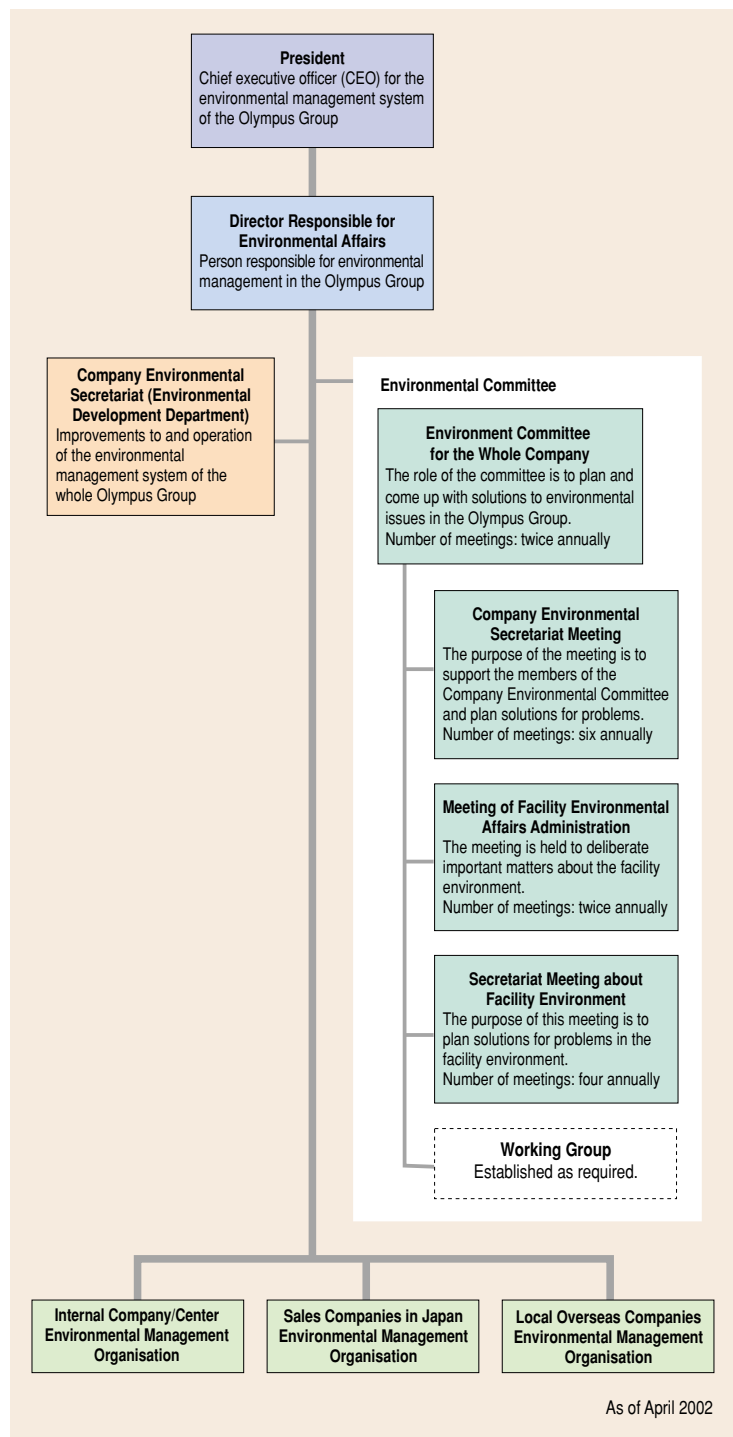 President
Chief executive officer (CEO) for the
environmental management system
of the Olympus Group
Director Responsible for
Environmental Affairs
Person responsible for environmental
management in the Olympus Group
Company Environmental
Secretariat (Environmental
Development Department)
Improvements to and operation
of the environmental
management system of the
whole Olympus Group
Environmental Committee
Environment Committee
for the Whole Company
The role of the committee is to plan and
come up with solutions to environmental
issues in the Olympus Group.
Number of meetings: twice annually
Company Environmental
Secretariat Meeting
The purpose of the meeting is to
support the members of the
Company Environmental Committee
and plan solutions for problems.
Number of meetings: six annually
Meeting of Facility Environmental
Affairs Administration
The meeting is held to deliberate
important matters about the facility
environment.
Number of meetings: twice annually
Secretariat Meeting about
Facility Environment
The purpose of this meeting is to
plan solutions for problems in the
facility environment.
Number of meetings: four annually
Working Group
Established as required.
Internal Company/Center
Environmental Management
Organisation
Sales Companies in Japan
Environmental Management
Organisation
Local Overseas Companies
Environmental Management
Organisation
As of April 2002